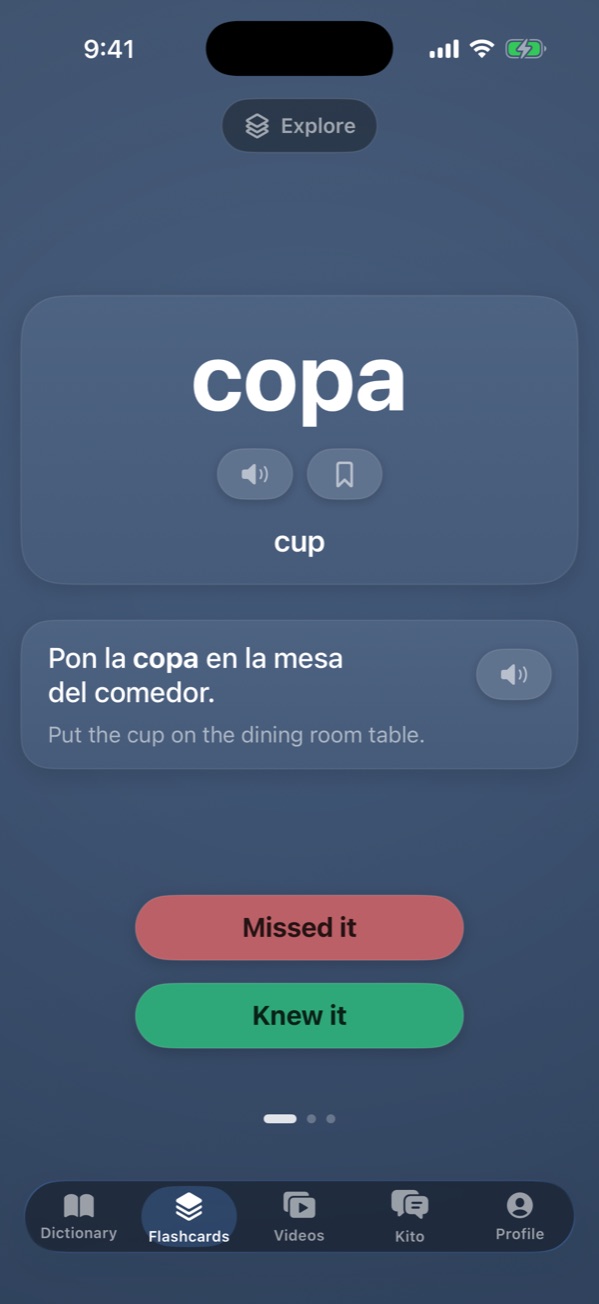 9:41
Explore
copa
cup
Pon la copa en la mesa
del comedor.
Put the cup on the dining room table.
Missed it
Knew it
Dictionary
Flashcards
Videos
Kito
Profile